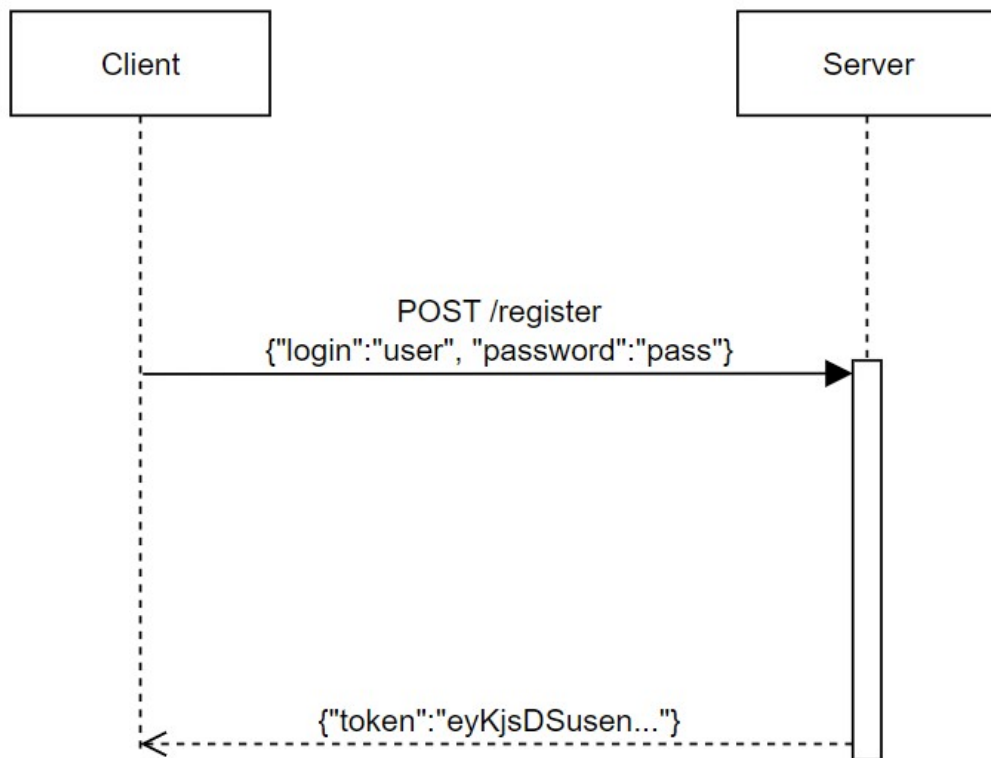 Client
Server
POST /register
{"login":"user", "password":"pass"}
{"token":"eyKjsDSusen..."}